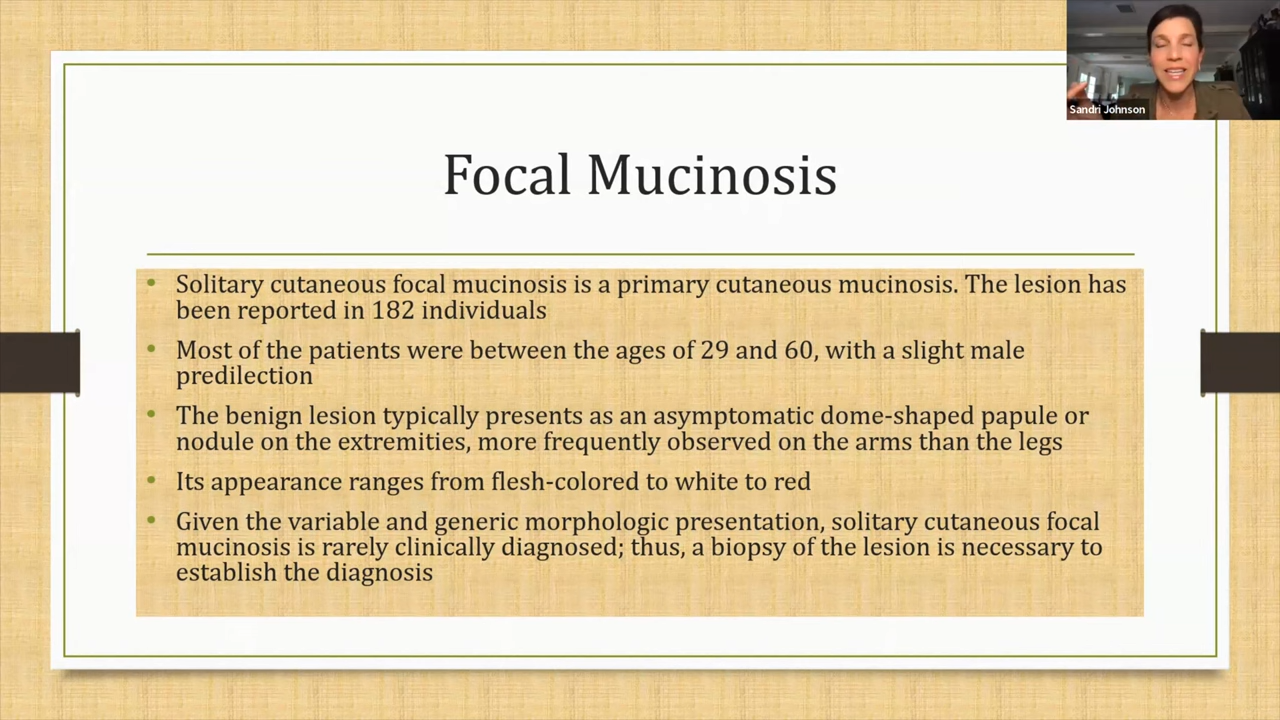 Sandri Johnson
Focal Mucinosis
• Solitary cutaneous focal mucinosis is a primary cutaneous mucinosis. The lesion has
been reported in 182 individuals
• Most of the patients were between the ages of 29 and 60, with a slight male
predilection
• The benign lesion typically presents as an asymptomatic dome-shaped papule or
nodule on the extremities, more frequently observed on the arms than the legs
• Its appearance ranges from flesh-colored to white to red
• Given the variable and generic morphologic presentation, solitary cutaneous focal
mucinosis is rarely clinically diagnosed; thus, a biopsy of the lesion is necessary to
establish the diagnosis